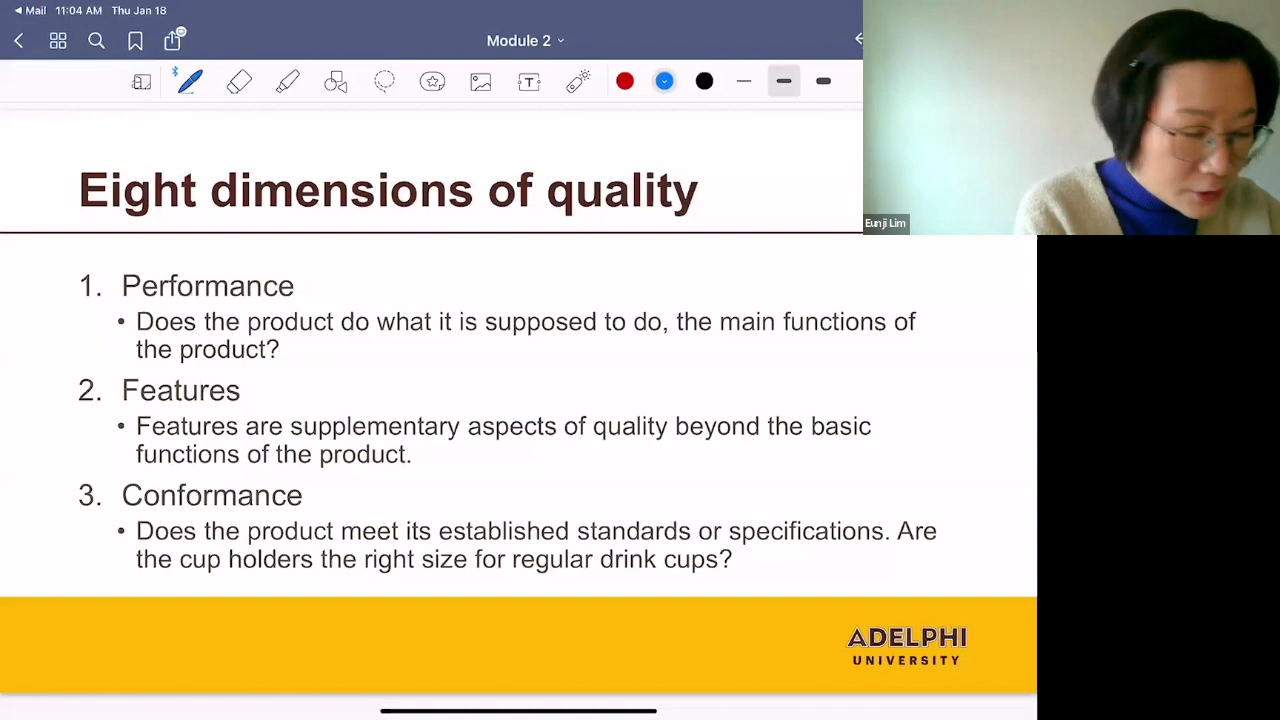 Mail 11:04 AM Thu Jan 18
Module 2
T
Eunji Lim
Eight dimensions of quality
1. Performance
• Does the product do what it is supposed to do, the main functions of
the product?
2. Features
• Features are supplementary aspects of quality beyond the basic
functions of the product.
3. Conformance
• Does the product meet its established standards or specifications. Are
the cup holders the right size for regular drink cups?
ADELPHI
UNIVERSITY